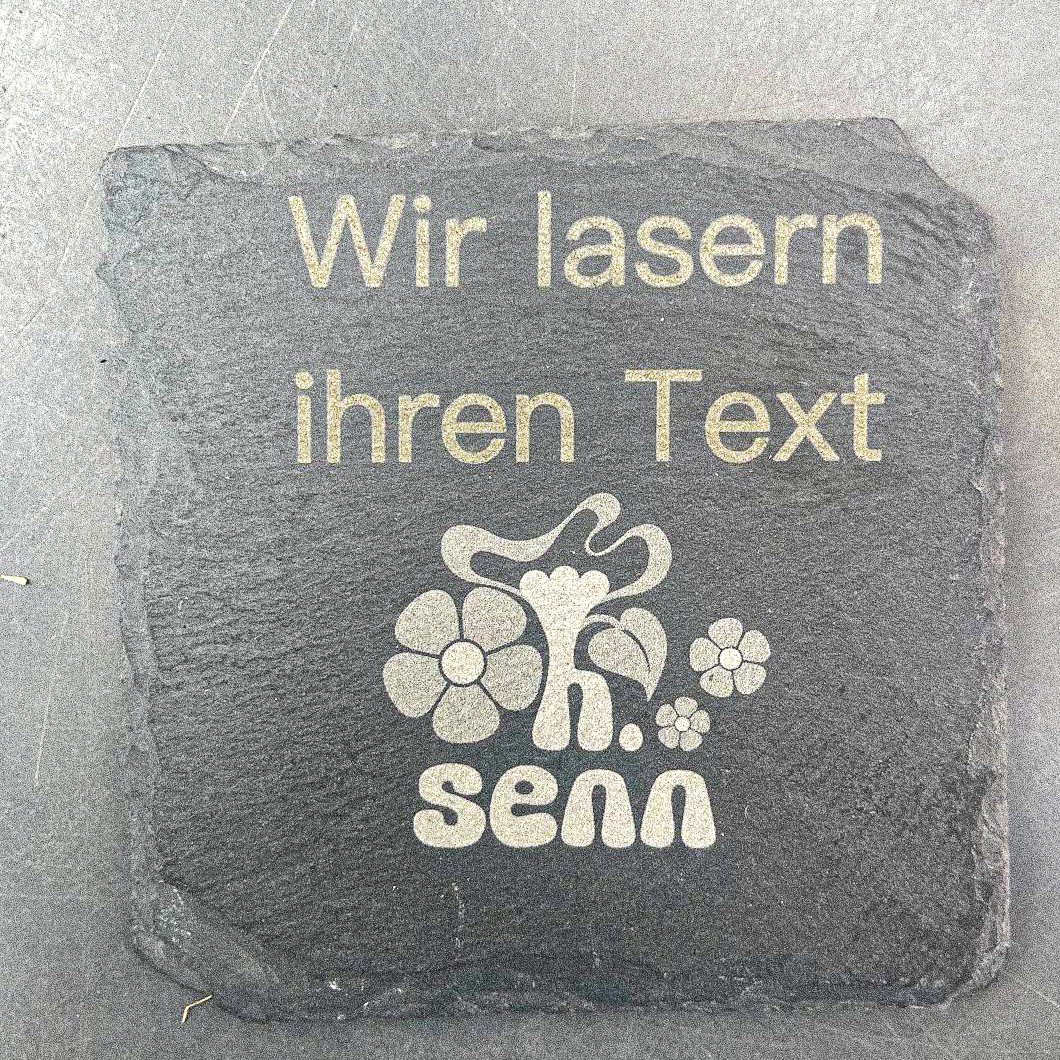 Wir lasern
ihren Text
h.
senn